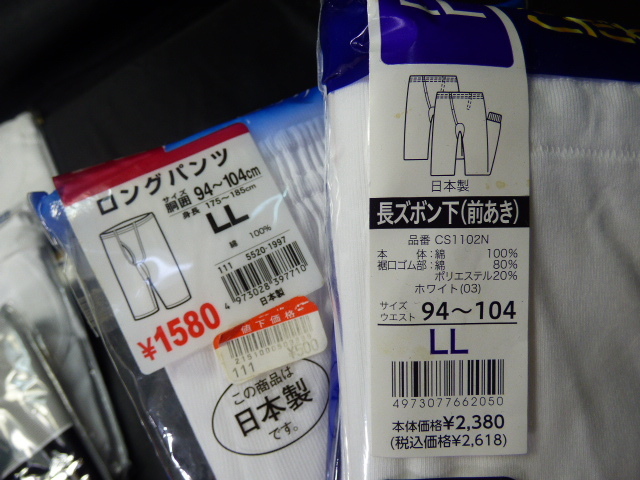 ロングパンツ
サイズ
胴囲 94～104cm
身長 175～185cm
LL
綿 100%
111 5520-1997
4973028397710
日本製
¥1580
値下価格
111
¥500
この商品は
日本製
です。
LL
日本製
長ズボン下(前あき)
品番 CS1102N
本体:綿 100%
裾口ゴム部:綿 80%
ポリエステル20%
ホワイト(03)
サイズ
ウエスト 94～104
LL
4973077662050
本体価格¥2,380
(税込価格¥2,618)